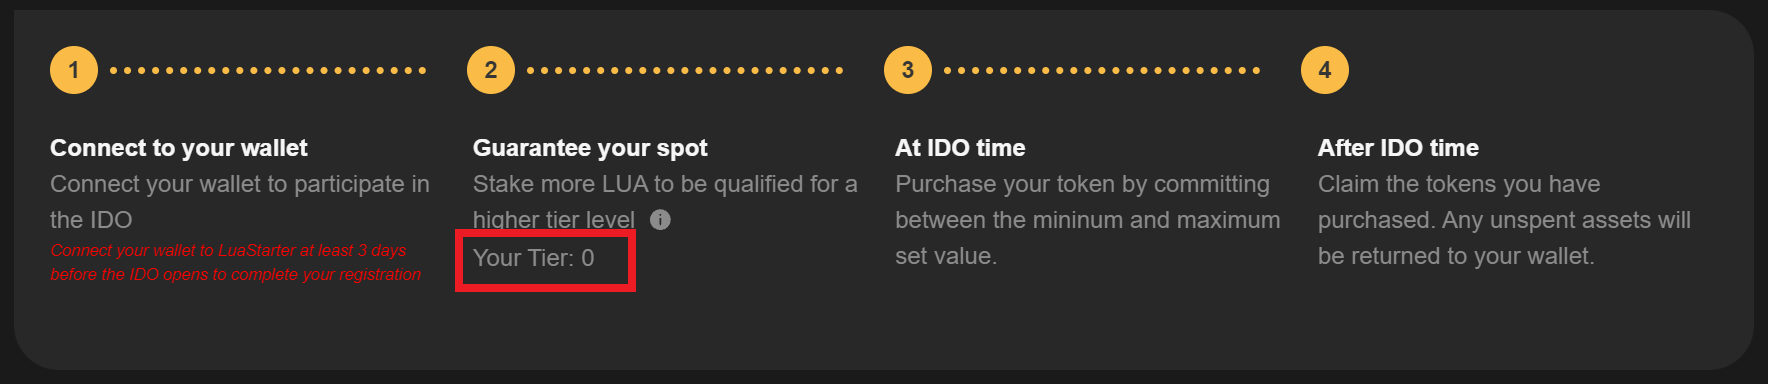 1
2
3
4
Connect to your wallet
Connect your wallet to participate in
the IDO
Connect your wallet to LuaStarter at least 3 days
before the IDO opens to complete your registration
Guarantee your spot
Stake more LUA to be qualified for a
higher tier level i
Your Tier: 0
At IDO time
Purchase your token by committing
between the mininum and maximum
set value.
After IDO time
Claim the tokens you have
purchased. Any unspent assets will
be returned to your wallet.